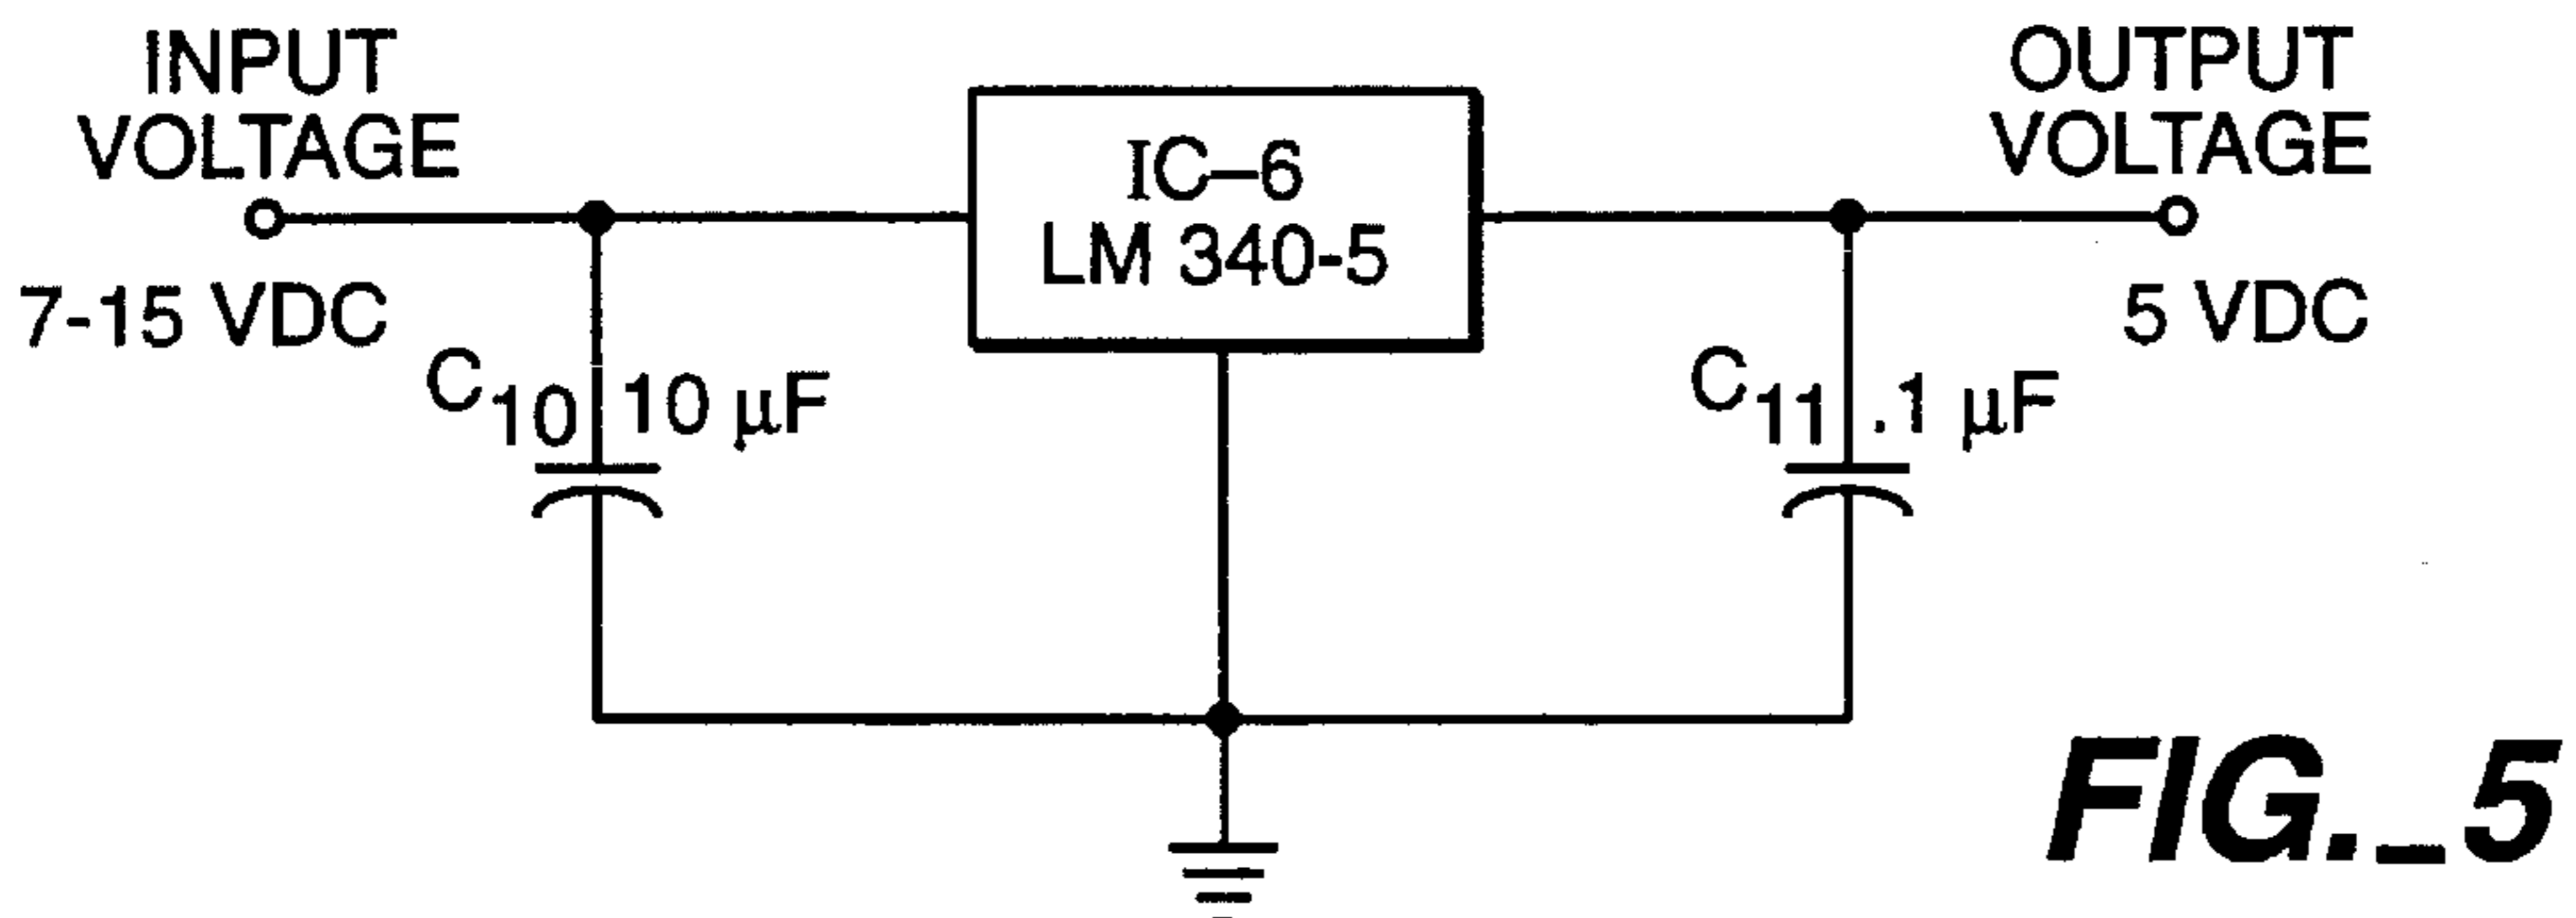 INPUT
VOLTAGE
7-15 VDC
C10 10 µF
IC–6
LM 340-5
OUTPUT
VOLTAGE
5 VDC
C11 .1 µF
FIG._5